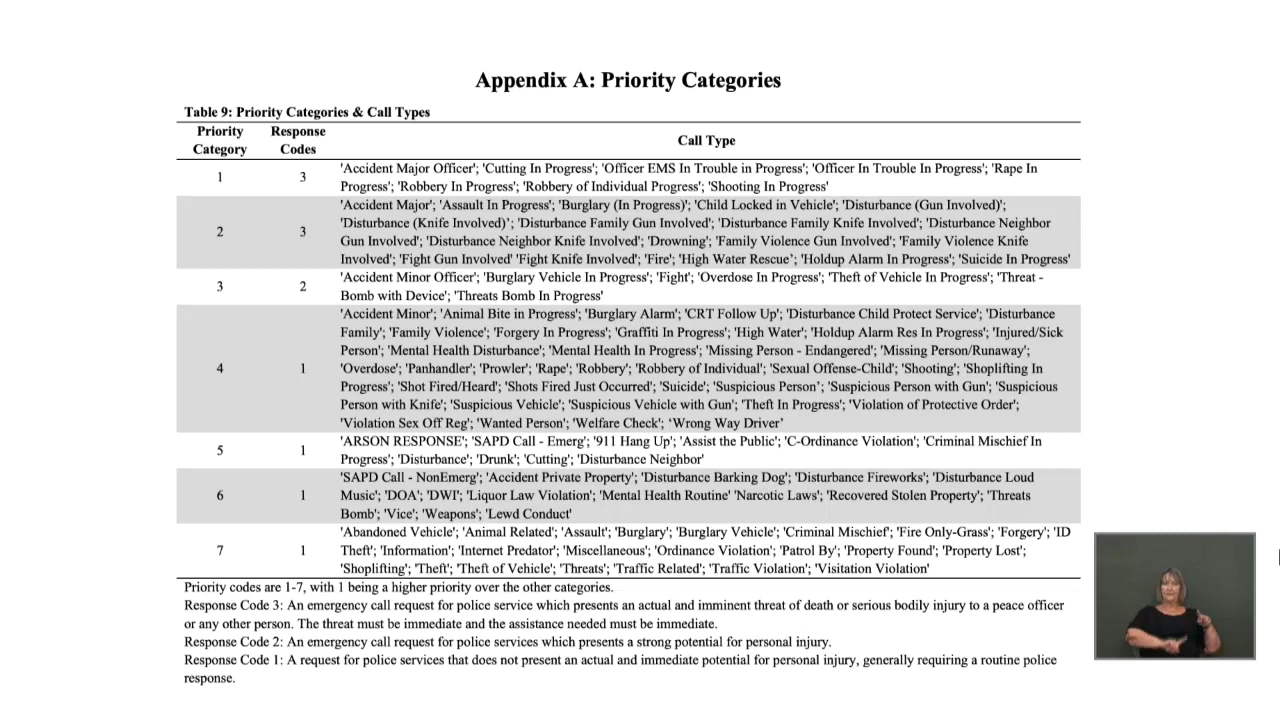 Appendix A: Priority Categories
Table 9: Priority Categories & Call Types
Priority Category Response Codes Call Type
1 3 'Accident Major Officer'; 'Cutting In Progress'; 'Officer EMS In Trouble in Progress'; 'Officer In Trouble In Progress'; 'Rape In
Progress'; 'Robbery In Progress'; 'Robbery of Individual Progress'; 'Shooting In Progress'
2 3 'Accident Major'; 'Assault In Progress'; 'Burglary (In Progress)'; 'Child Locked in Vehicle'; 'Disturbance (Gun Involved)';
'Disturbance (Knife Involved)’; 'Disturbance Family Gun Involved'; 'Disturbance Family Knife Involved'; 'Disturbance Neighbor
Gun Involved'; 'Disturbance Neighbor Knife Involved'; 'Drowning'; 'Family Violence Gun Involved'; 'Family Violence Knife
Involved'; 'Fight Gun Involved' 'Fight Knife Involved'; 'Fire'; 'High Water Rescue’; 'Holdup Alarm In Progress'; 'Suicide In Progress'
3 2 'Accident Minor Officer'; 'Burglary Vehicle In Progress'; 'Fight'; 'Overdose In Progress'; 'Theft of Vehicle In Progress'; 'Threat -
Bomb with Device'; 'Threats Bomb In Progress'
4 1 'Accident Minor'; 'Animal Bite in Progress'; 'Burglary Alarm'; 'CRT Follow Up'; 'Disturbance Child Protect Service'; 'Disturbance
Family'; 'Family Violence'; 'Forgery In Progress'; 'Graffiti In Progress'; 'High Water'; 'Holdup Alarm Res In Progress'; 'Injured/Sick
Person'; 'Mental Health Disturbance'; 'Mental Health In Progress'; 'Missing Person - Endangered'; 'Missing Person/Runaway';
'Overdose'; 'Panhandler'; 'Prowler'; 'Rape'; 'Robbery'; 'Robbery of Individual'; 'Sexual Offense-Child'; 'Shooting'; 'Shoplifting In
Progress'; 'Shot Fired/Heard'; 'Shots Fired Just Occurred'; 'Suicide'; 'Suspicious Person’; 'Suspicious Person with Gun'; 'Suspicious
Person with Knife'; 'Suspicious Vehicle'; 'Suspicious Vehicle with Gun'; 'Theft In Progress'; 'Violation of Protective Order';
'Violation Sex Off Reg'; 'Wanted Person'; 'Welfare Check'; ‘Wrong Way Driver’
5 1 'ARSON RESPONSE'; 'SAPD Call - Emerg'; '911 Hang Up'; 'Assist the Public'; 'C-Ordinance Violation'; 'Criminal Mischief In
Progress'; 'Disturbance'; 'Drunk'; 'Cutting'; 'Disturbance Neighbor'
6 1 'SAPD Call - NonEmerg'; 'Accident Private Property'; 'Disturbance Barking Dog'; 'Disturbance Fireworks'; 'Disturbance Loud
Music'; 'DOA'; 'DWI'; 'Liquor Law Violation'; 'Mental Health Routine' 'Narcotic Laws'; 'Recovered Stolen Property'; 'Threats
Bomb'; 'Vice'; 'Weapons'; 'Lewd Conduct'
7 1 'Abandoned Vehicle'; 'Animal Related'; 'Assault'; 'Burglary'; 'Burglary Vehicle'; 'Criminal Mischief'; 'Fire Only-Grass'; 'Forgery'; 'ID
Theft'; 'Information'; 'Internet Predator'; 'Miscellaneous'; 'Ordinance Violation'; 'Patrol By'; 'Property Found'; 'Property Lost';
'Shoplifting'; 'Theft'; 'Theft of Vehicle'; 'Threats'; 'Traffic Related'; 'Traffic Violation'; 'Visitation Violation'
Priority codes are 1-7, with 1 being a higher priority over the other categories.
Response Code 3: An emergency call request for police service which presents an actual and imminent threat of death or serious bodily injury to a peace officer
or any other person. The threat must be immediate and the assistance needed must be immediate.
Response Code 2: An emergency call request for police services which presents a strong potential for personal injury.
Response Code 1: A request for police services that does not present an actual and immediate potential for personal injury, generally requiring a routine police
response.